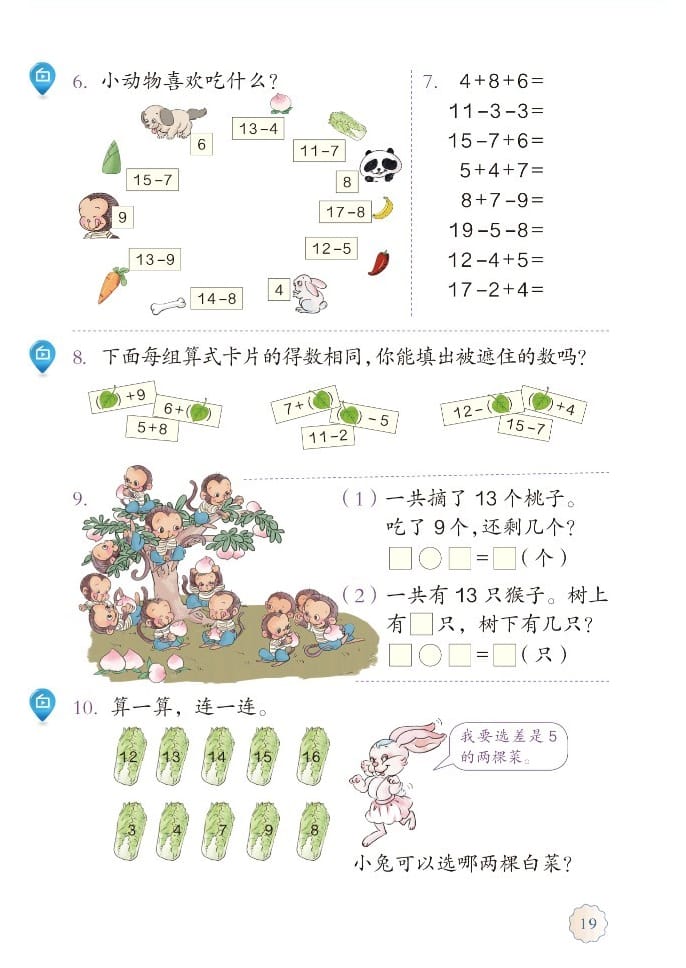 6. 小动物喜欢吃什么?
13-4
6
11-7
15-7
8
9
17-8
12-5
13-9
4
14-8
7. 4+8+6=
11-3-3=
15-7+6=
5+4+7=
8+7-9=
19-5-8=
12-4+5=
17-2+4=
8. 下面每组算式卡片的得数相同,你能填出被遮住的数吗?
( )+9
6+( )
5+8
7+( )
( )-5
11-2
12-( )
( )+4
15-7
9.
(1)一共摘了 13 个桃子。
吃了 9 个,还剩几个?
□○□=□(个)
(2)一共有 13 只猴子。树上
有□只,树下有几只?
□○□=□(只)
10. 算一算,连一连。
12 13 14 15 16
3 4 7 9 8
我要选差是 5
的两棵菜。
小兔可以选哪两棵白菜?
19